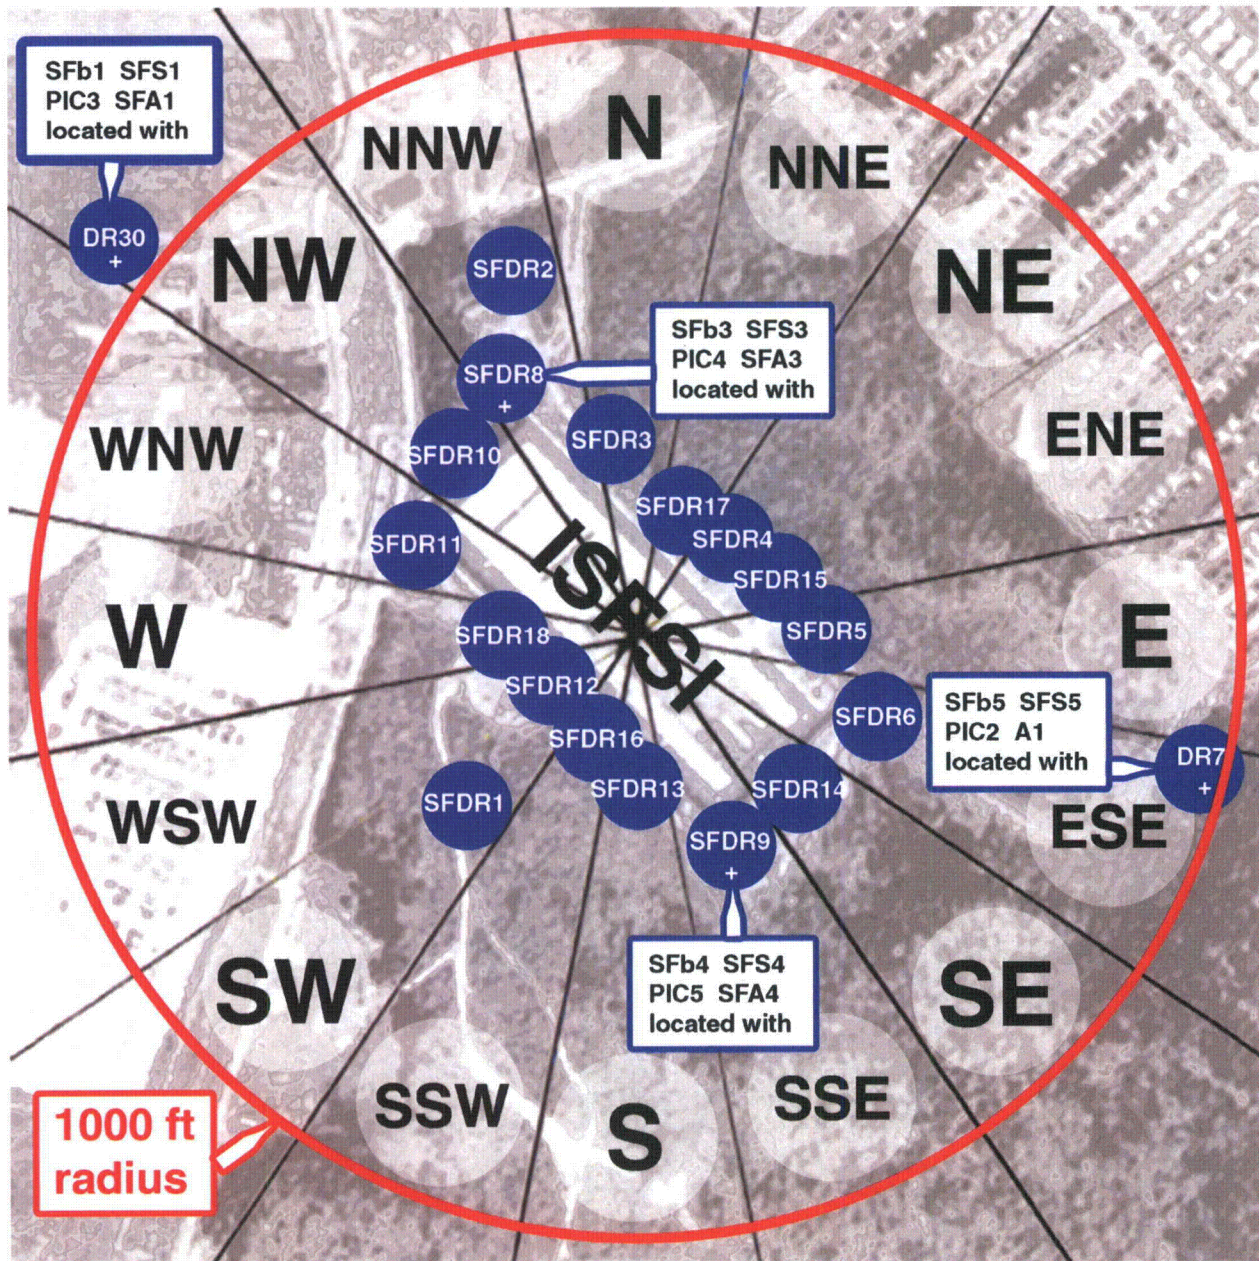 SFb1 SFS1
PIC3 SFA1
located with
DR30
+
N
NNW
NNE
NW
NE
SFDR2
SFb3 SFS3
PIC4 SFA3
located with
SFDR8
+
SFDR3
SFDR10
WNW
ENE
SFDR17
SFDR4
SFDR11
SFDR15
ISFSI
W
E
SFDR18
SFDR5
SFDR12
SFDR6
SFb5 SFS5
PIC2 A1
located with
DR7
+
SFDR16
SFDR13
SFDR14
SFDR1
WSW
ESE
SFDR9
+
SFb4 SFS4
PIC5 SFA4
located with
SW
SE
SSW
S
SSE
1000 ft
radius